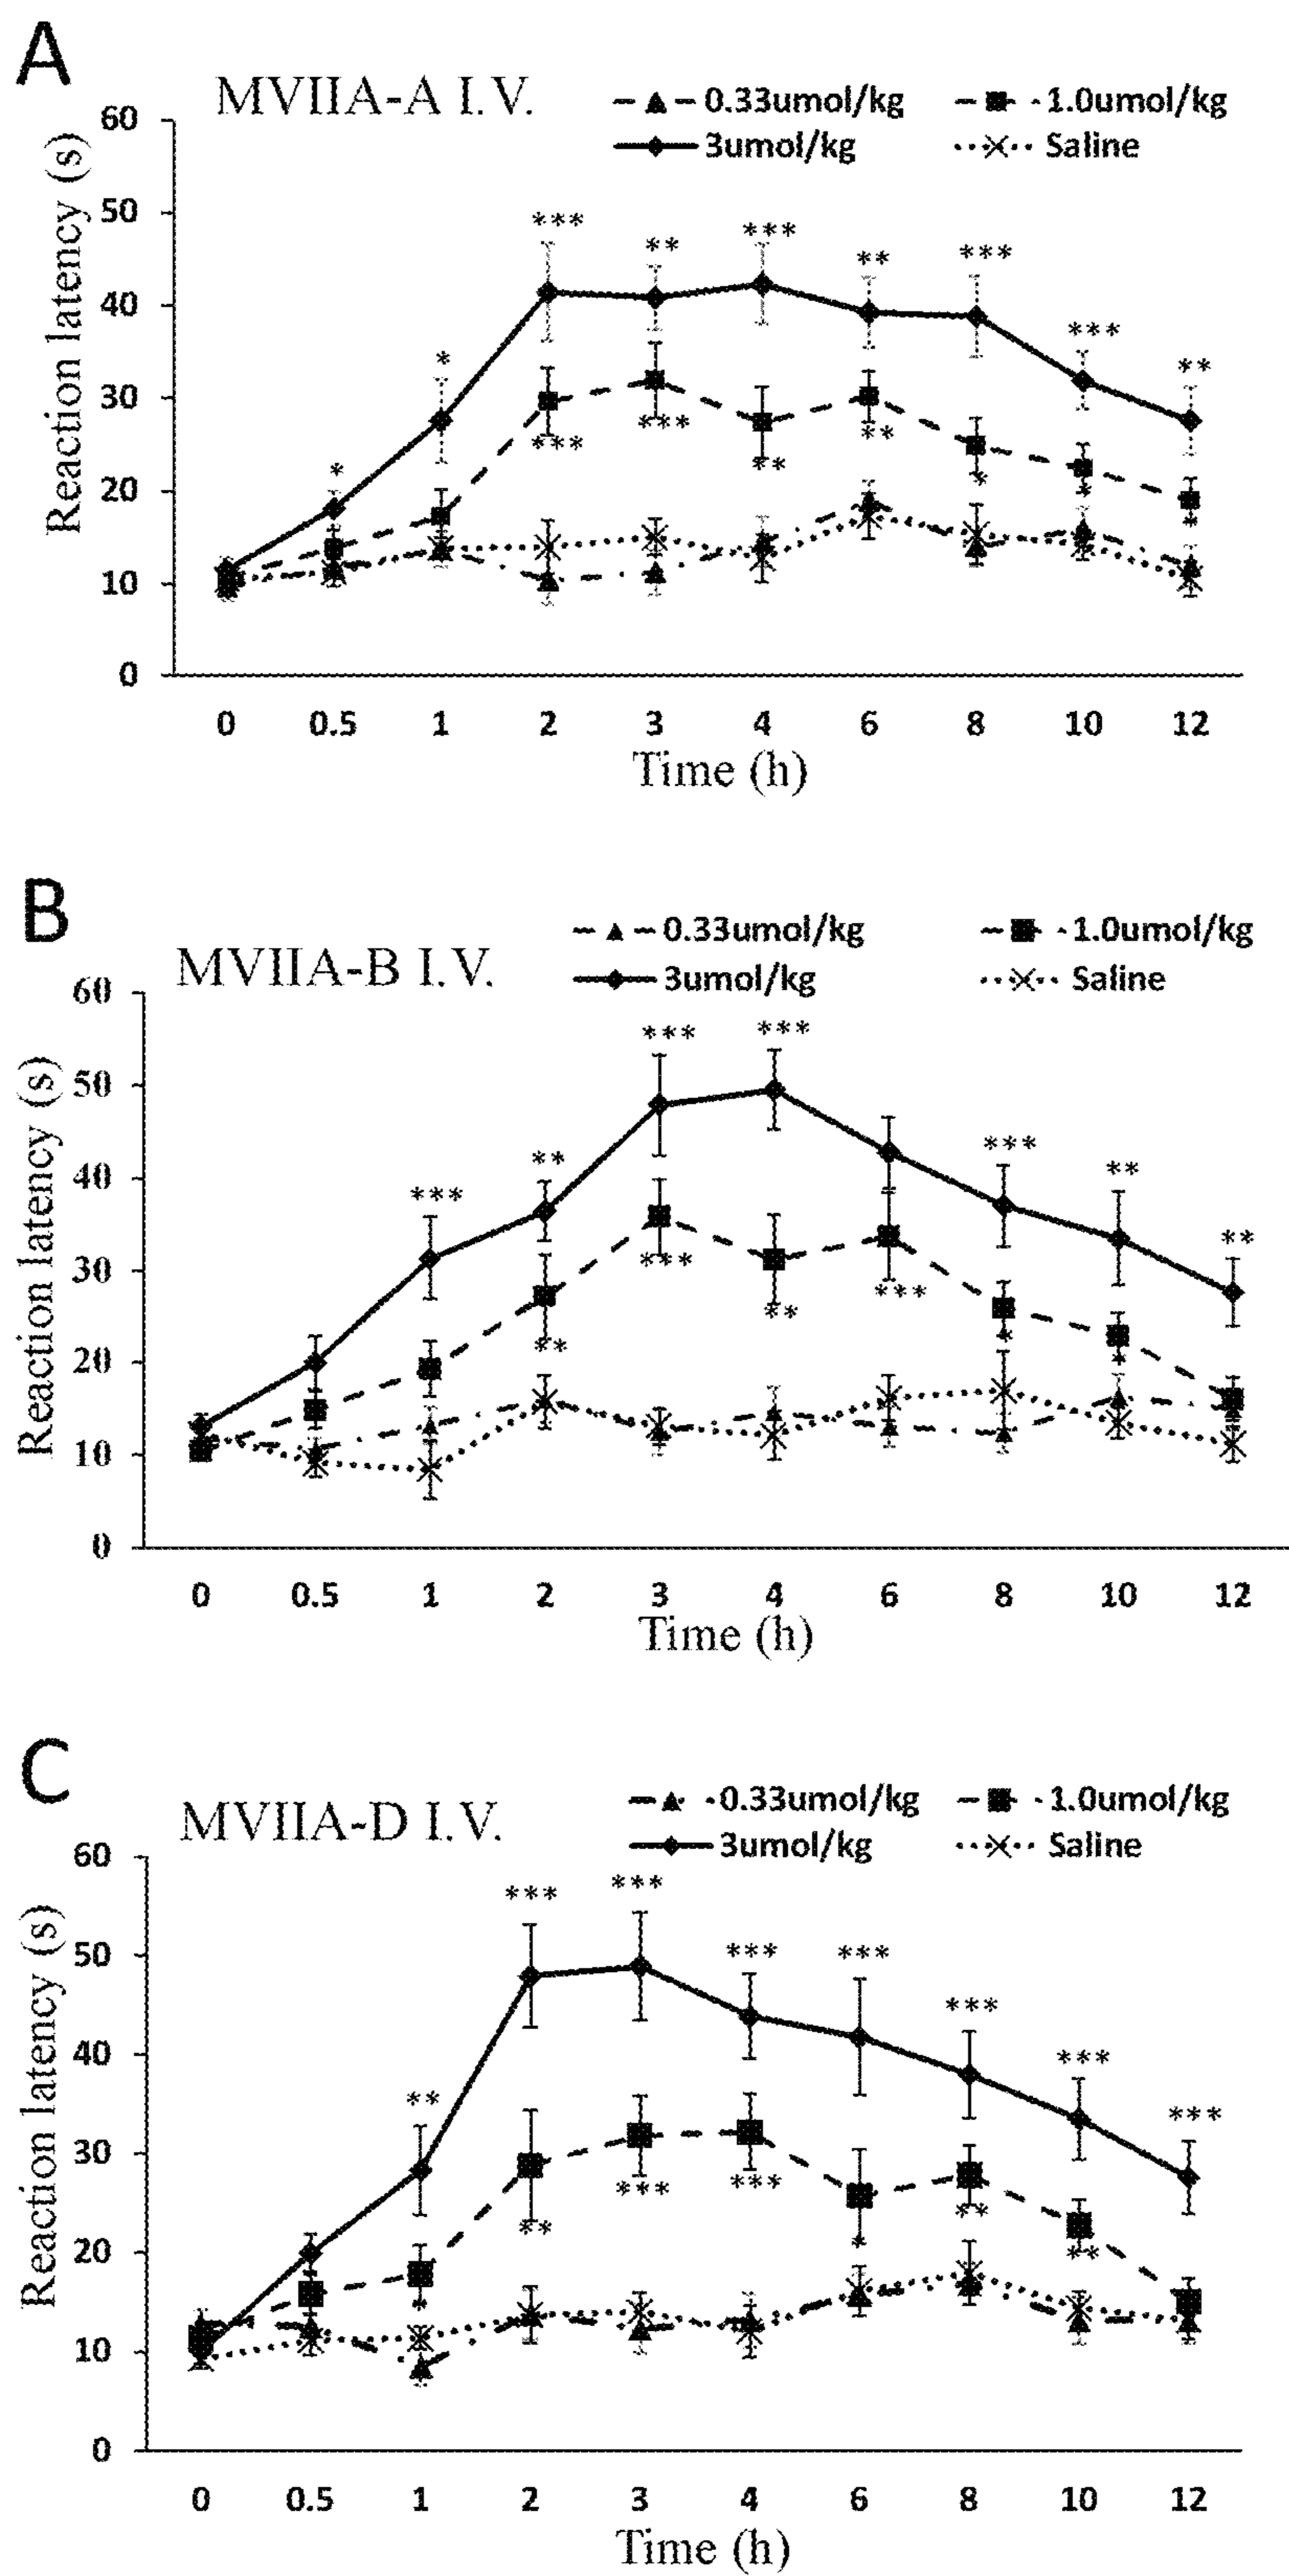 A
MVIIA-A I.V.
0.33umol/kg 1.0umol/kg
3umol/kg Saline
Reaction latency (s)
60
50
40
30
20
10
0
*** ** *** ** *** *** **
* *
*** *** ** ** * * *
0 0.5 1 2 3 4 6 8 10 12
Time (h)
B
MVIIA-B I.V.
0.33umol/kg 1.0umol/kg
3umol/kg Saline
Reaction latency (s)
60
50
40
30
20
10
0
*** ** *** *** *** ** **
** *** ** *** * *
0 0.5 1 2 3 4 6 8 10 12
Time (h)
C
MVIIA-D I.V.
0.33umol/kg 1.0umol/kg
3umol/kg Saline
Reaction latency (s)
60
50
40
30
20
10
0
** *** *** *** *** *** *** ***
** *** *** * ** **
0 0.5 1 2 3 4 6 8 10 12
Time (h)